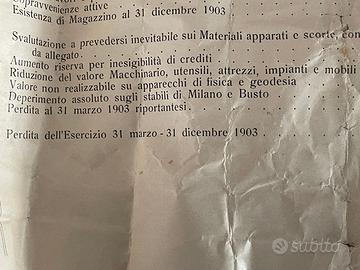 Sopravvenienze attive
Esistenza di Magazzino al 31 dicembre 1903
Svalutazione a prevedersi inevitabile sui Materiali apparati e scorte, con
da allegato.
Aumento riserva per inesigibilità di crediti
Riduzione del valore Macchinario, utensili, attrezzi, impianti e mobili
Valore non realizzabile su apparecchi di fisica e geodesia
Deperimento assoluto sugli stabili di Milano e Busto
Perdita al 31 marzo 1903 riportantesi.
Perdita dell'Esercizio 31 marzo - 31 dicembre 1903
subito